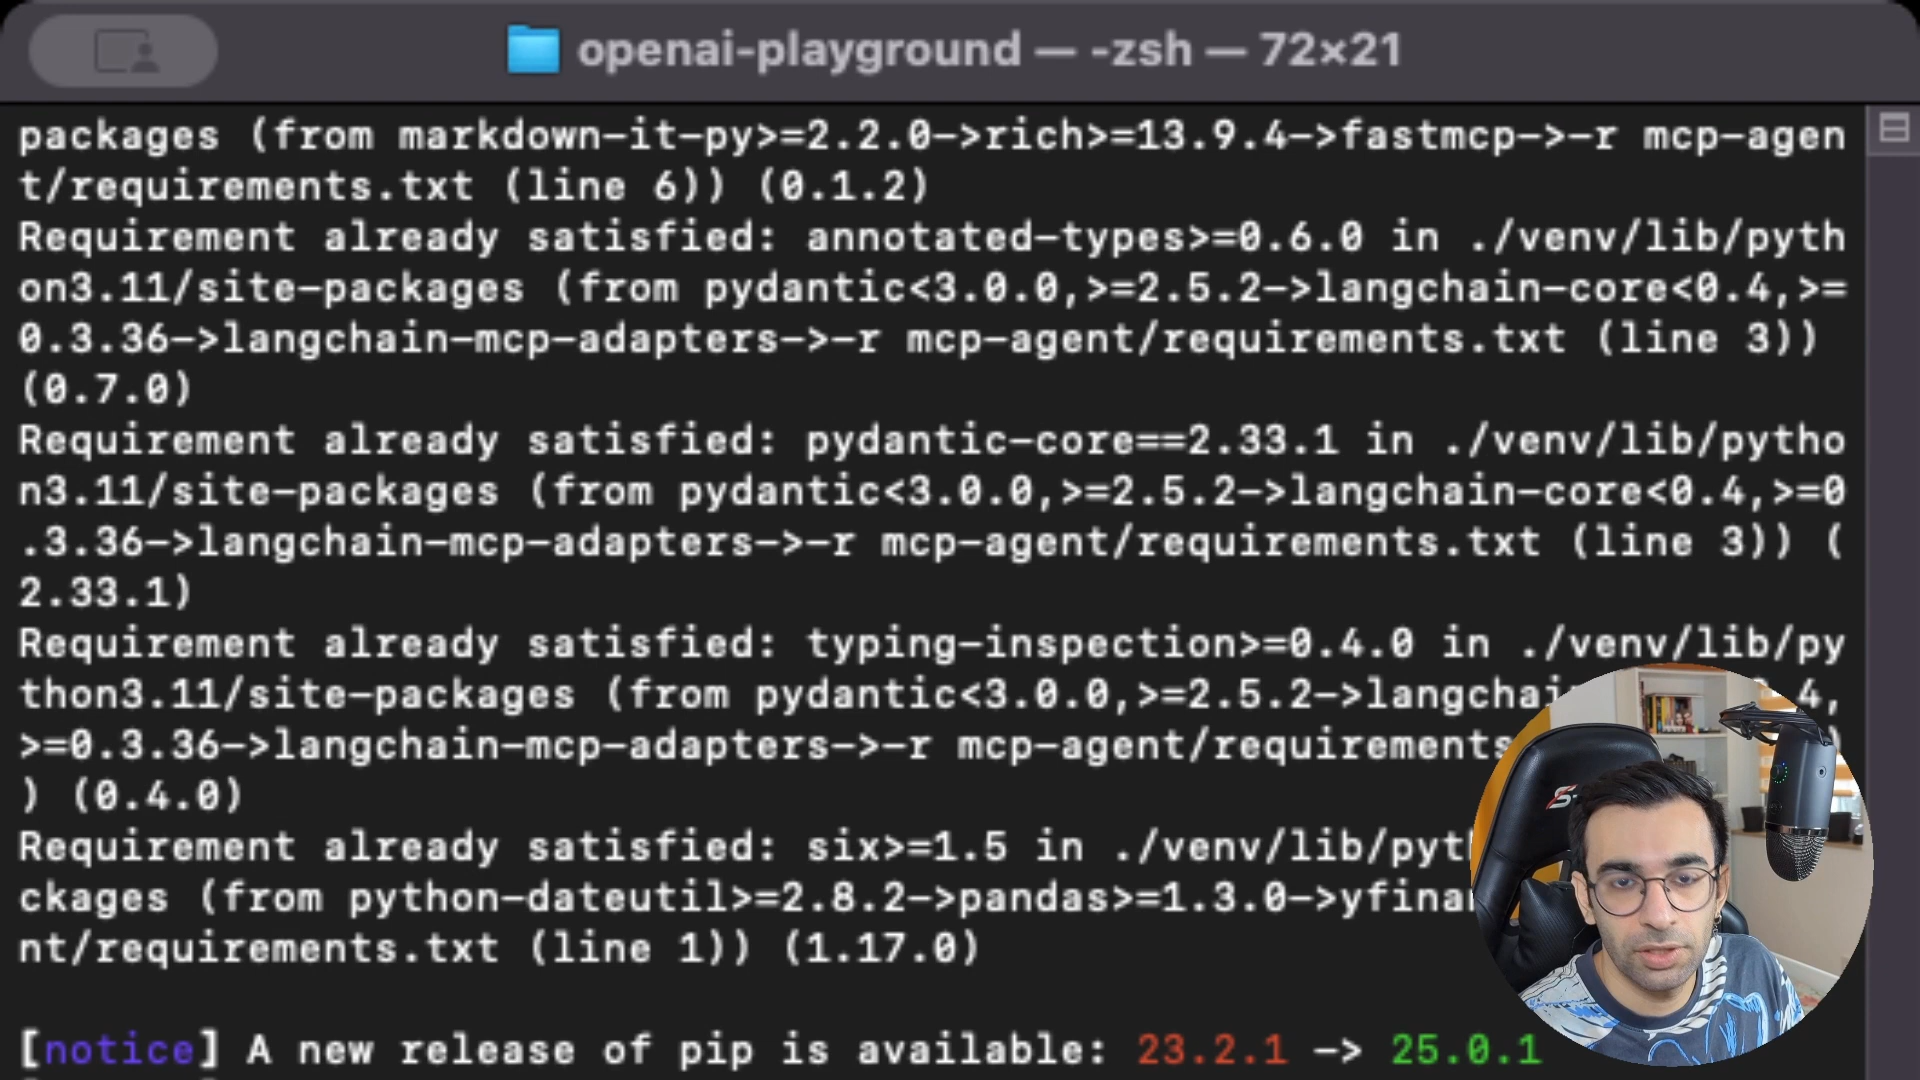 openai-playground — -zsh — 72×21
packages (from markdown-it-py>=2.2.0->rich>=13.9.4->fastmcp->-r mcp-agen
t/requirements.txt (line 6)) (0.1.2)
Requirement already satisfied: annotated-types>=0.6.0 in ./venv/lib/pyth
on3.11/site-packages (from pydantic<3.0.0,>=2.5.2->langchain-core<0.4,>=
0.3.36->langchain-mcp-adapters->-r mcp-agent/requirements.txt (line 3))
(0.7.0)
Requirement already satisfied: pydantic-core==2.33.1 in ./venv/lib/pytho
n3.11/site-packages (from pydantic<3.0.0,>=2.5.2->langchain-core<0.4,>=0
.3.36->langchain-mcp-adapters->-r mcp-agent/requirements.txt (line 3)) (
2.33.1)
Requirement already satisfied: typing-inspection>=0.4.0 in ./venv/lib/py
thon3.11/site-packages (from pydantic<3.0.0,>=2.5.2->langchai 4,
>=0.3.36->langchain-mcp-adapters->-r mcp-agent/requirements )
) (0.4.0)
Requirement already satisfied: six>=1.5 in ./venv/lib/pyt
ckages (from python-dateutil>=2.8.2->pandas>=1.3.0->yfina
nt/requirements.txt (line 1)) (1.17.0)
[notice] A new release of pip is available: 23.2.1 -> 25.0.1